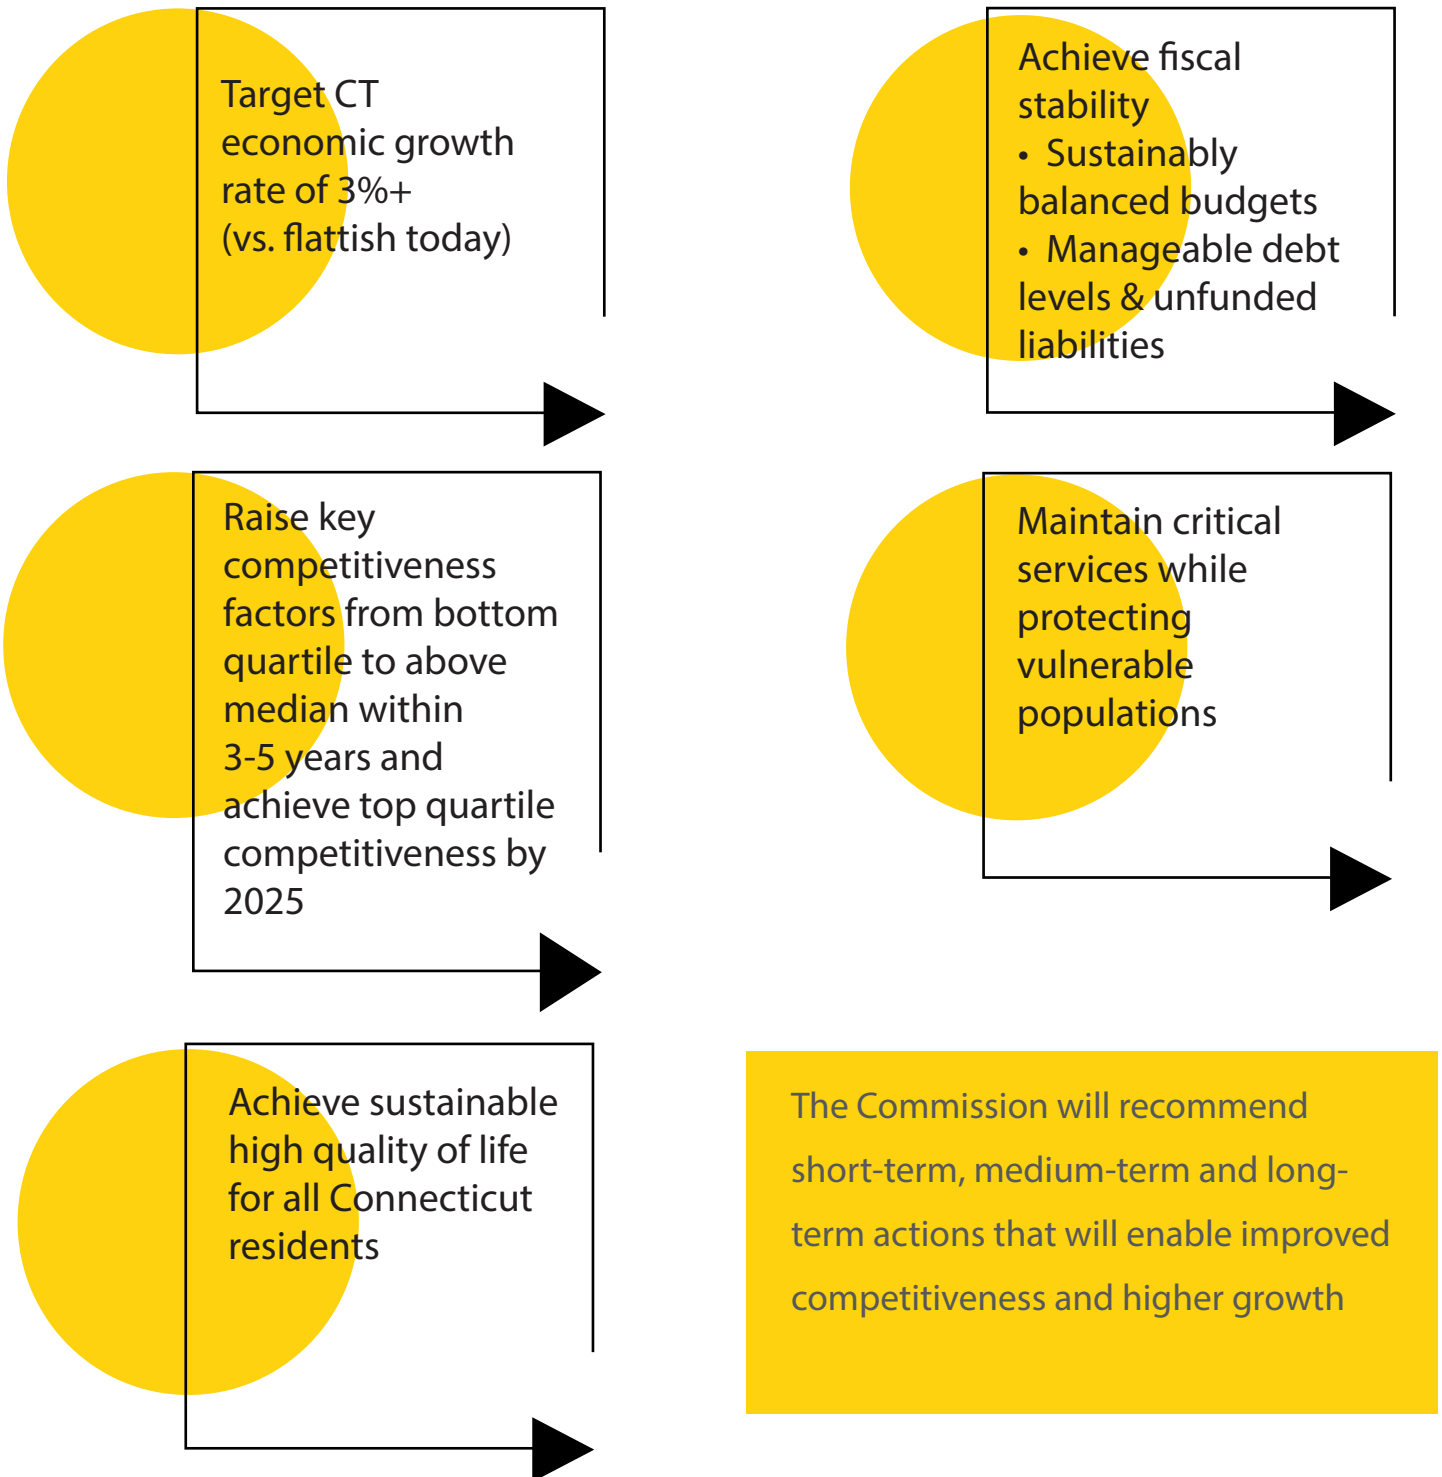 Target CT
economic growth
rate of 3%+
(vs. flattish today)
Achieve fiscal
stability
• Sustainably
balanced budgets
• Manageable debt
levels & unfunded
liabilities
Raise key
competitiveness
factors from bottom
quartile to above
median within
3-5 years and
achieve top quartile
competitiveness by
2025
Maintain critical
services while
protecting
vulnerable
populations
Achieve sustainable
high quality of life
for all Connecticut
residents
The Commission will recommend
short-term, medium-term and long-
term actions that will enable improved
competitiveness and higher growth